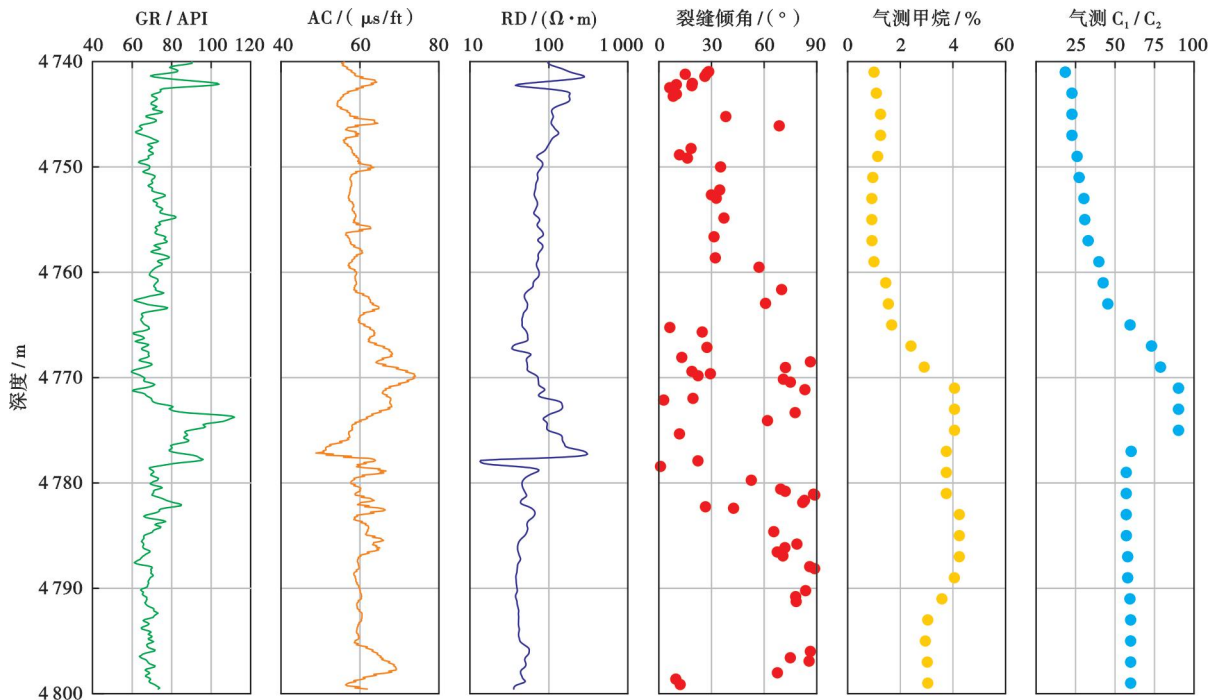 GR / API
AC / ( μs/ft )
RD / (Ω·m)
裂缝倾角 / ( ° )
气测甲烷 / %
气测 C₁ / C₂
40 60 80 100 120
40 60 80
10 100 1 000
0 30 60 90
0 2 4 6
25 50 75 100
4 740
4 750
4 760
4 770
4 780
4 790
4 800
深度 / m